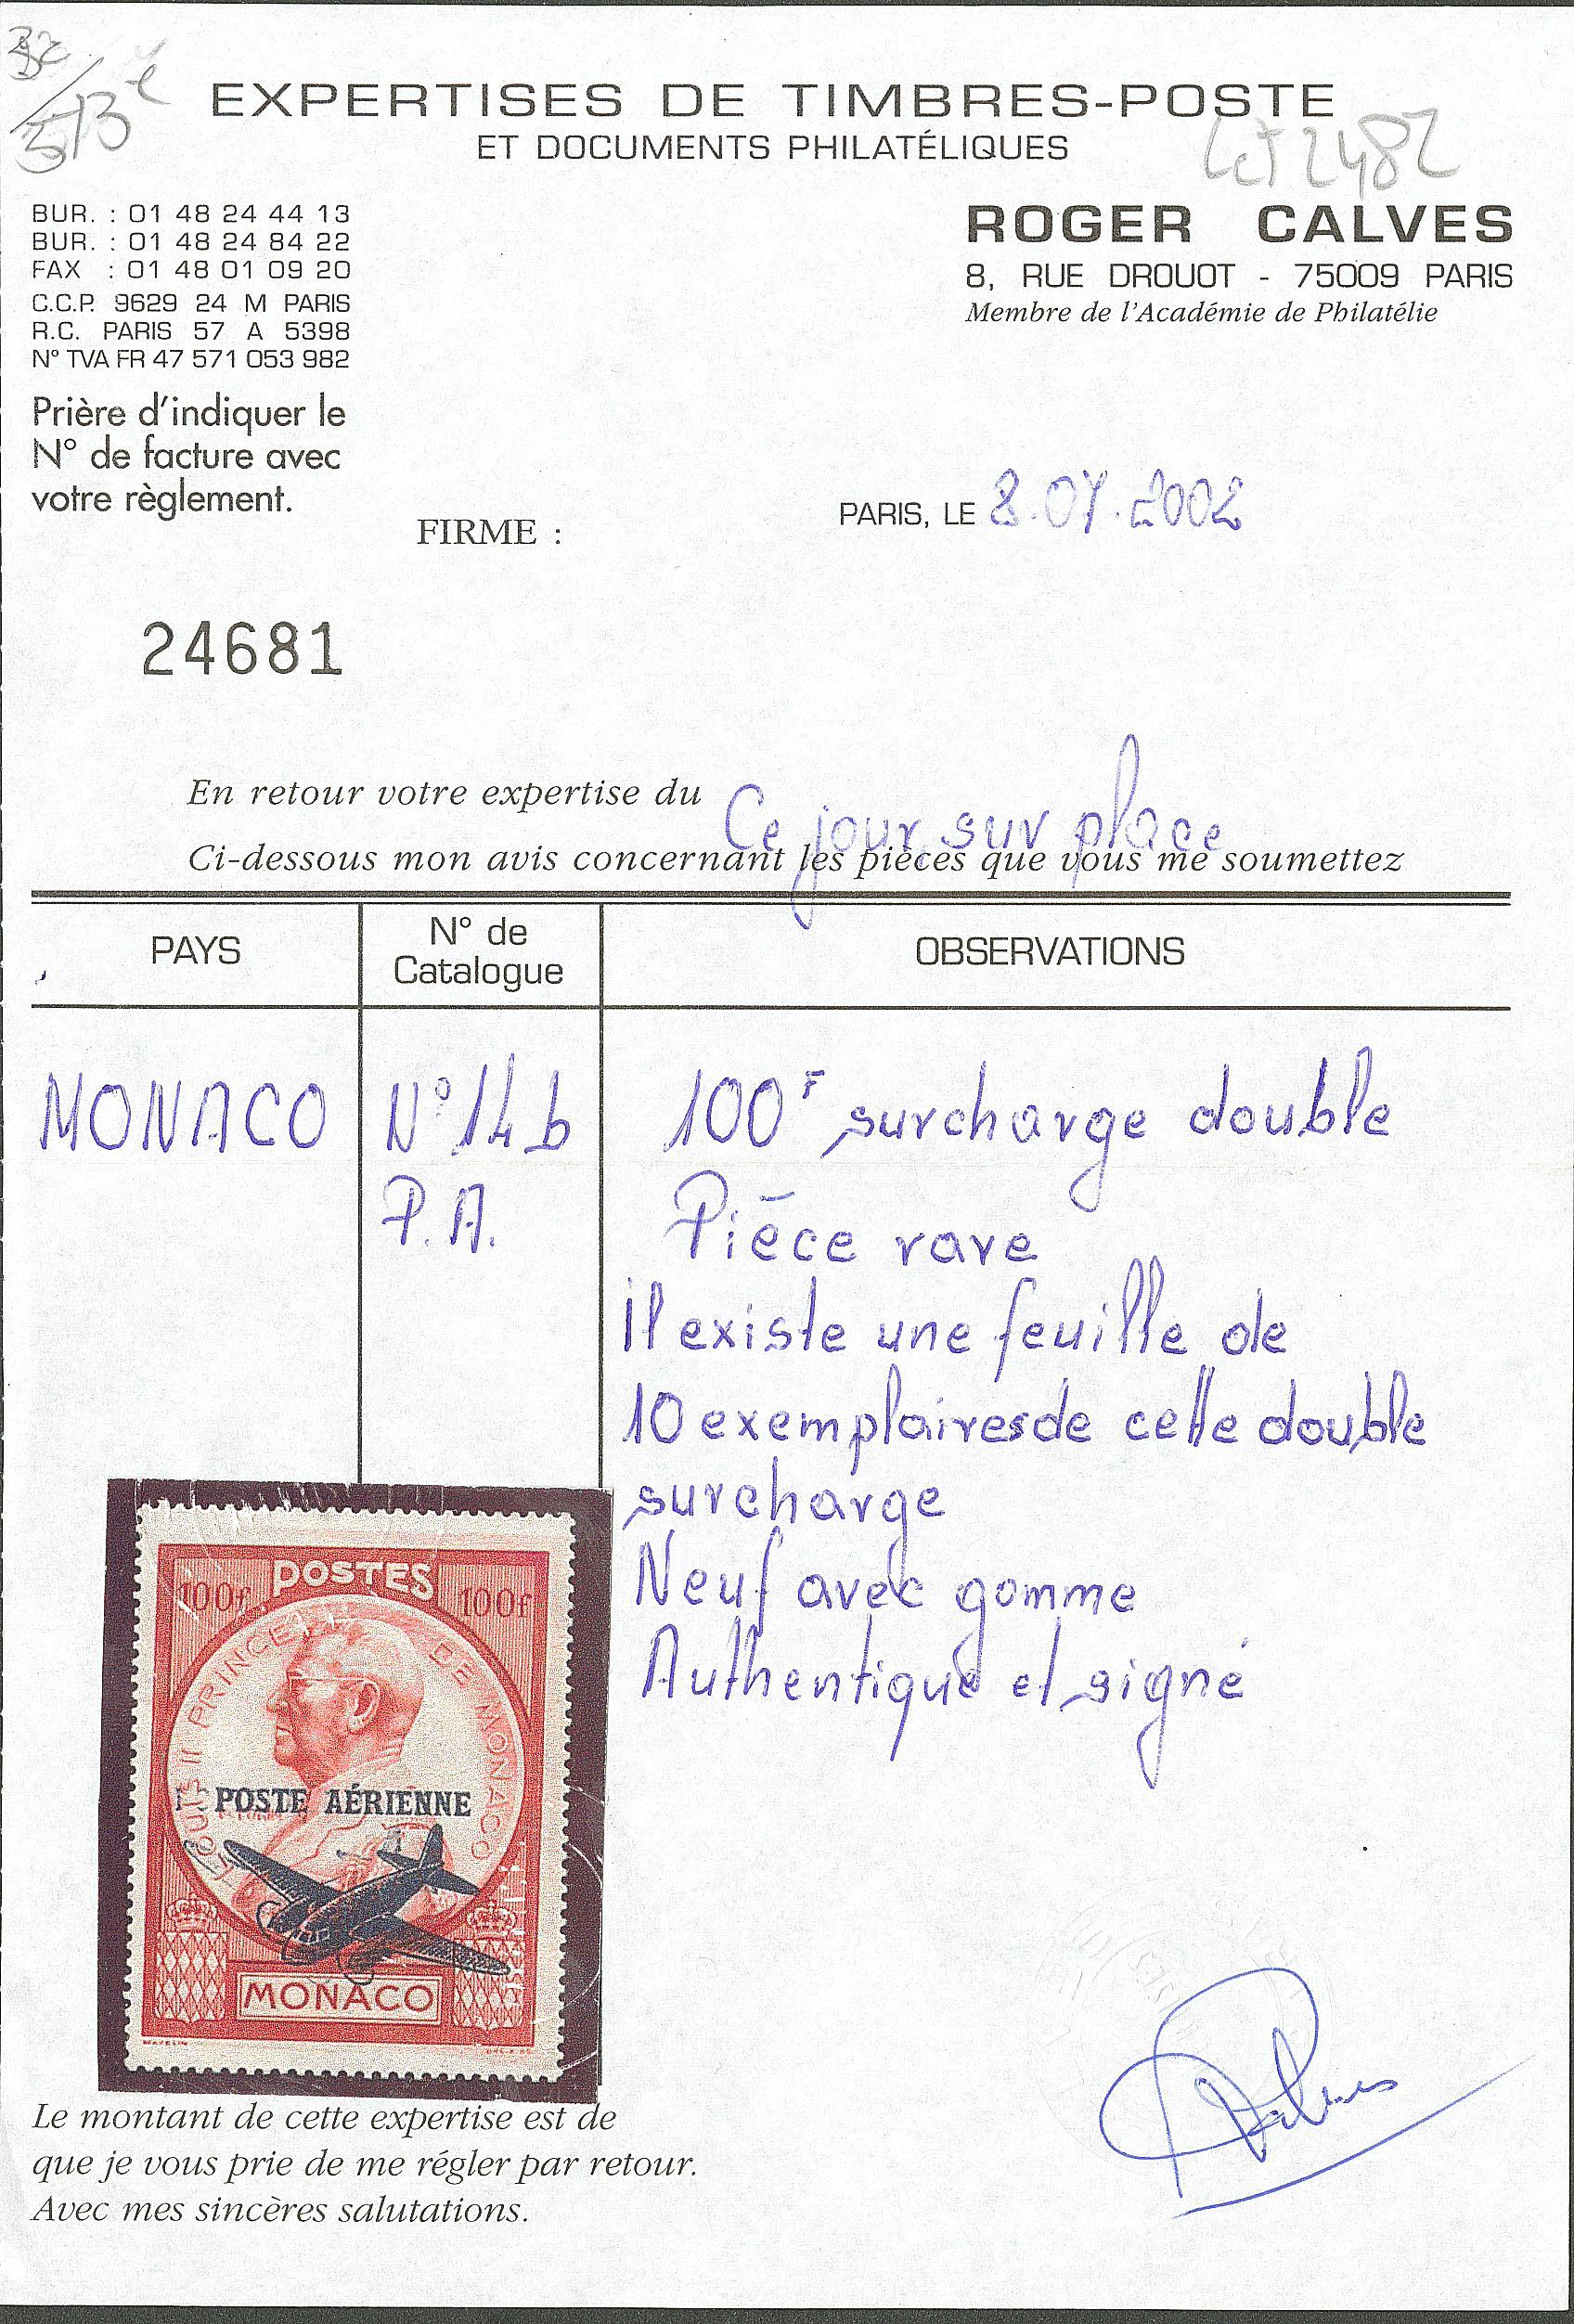 EXPERTISES DE TIMBRES-POSTE
ET DOCUMENTS PHILATÉLIQUES
Lot 2482
BUR. : 01 48 24 44 13
BUR. : 01 48 24 84 22
FAX : 01 48 01 09 20
C.C.P. 9629 24 M PARIS
R.C. PARIS 57 A 5398
N° TVA FR 47 571 053 982
ROGER CALVES
8, RUE DROUOT - 75009 PARIS
Membre de l'Académie de Philatélie
Prière d'indiquer le
N° de facture avec
votre règlement.
FIRME :
PARIS, LE 8.07.2002
24681
En retour votre expertise du Ce jour sur place
Ci-dessous mon avis concernant les pièces que vous me soumettez
PAYS
N° de
Catalogue
OBSERVATIONS
MONACO N° 14b 100F surcharge double
P.A. Pièce rare
Il existe une feuille de
10 exemplaires de cette double
surcharge
Neuf avec gomme
Authentique et signé
100f POSTES 100f
LOUIS II PRINCE DE MONACO
POSTE AÉRIENNE
MONACO
Calves
Le montant de cette expertise est de
que je vous prie de me régler par retour.
Avec mes sincères salutations.